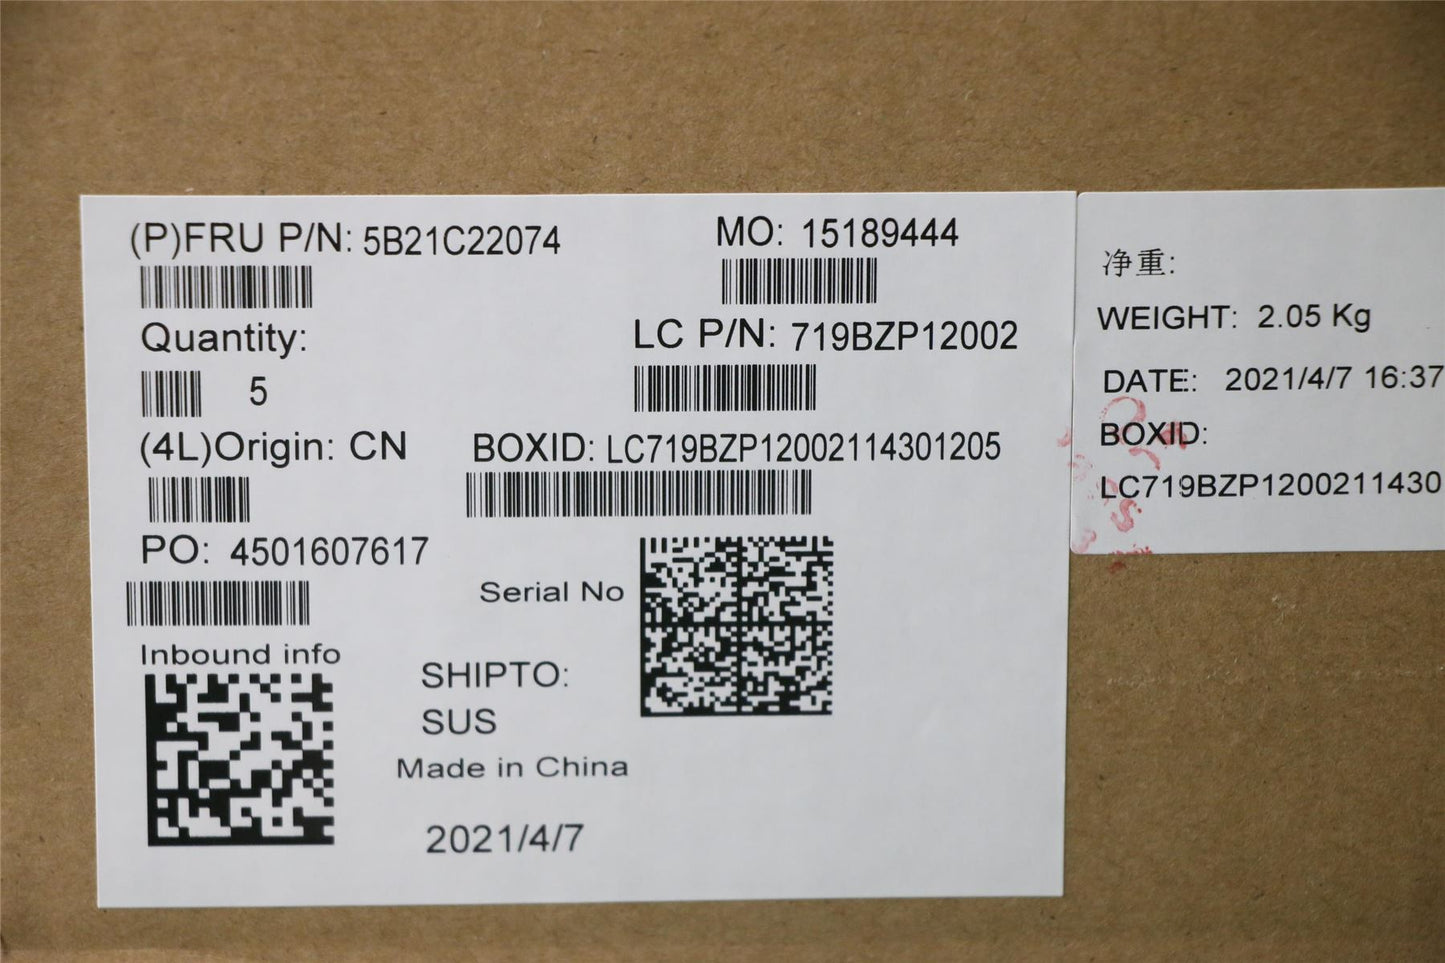 (P)FRU P/N: 5B21C22074
MO: 15189444
Quantity:
5
LC P/N: 719BZP12002
(4L)Origin: CN
BOXID: LC719BZP12002114301205
PO: 4501607617
Serial No
Inbound info
SHIPTO:
SUS
Made in China
2021/4/7
净重:
WEIGHT: 2.05 Kg
DATE: 2021/4/7 16:37
BOXID:
LC719BZP1200211430